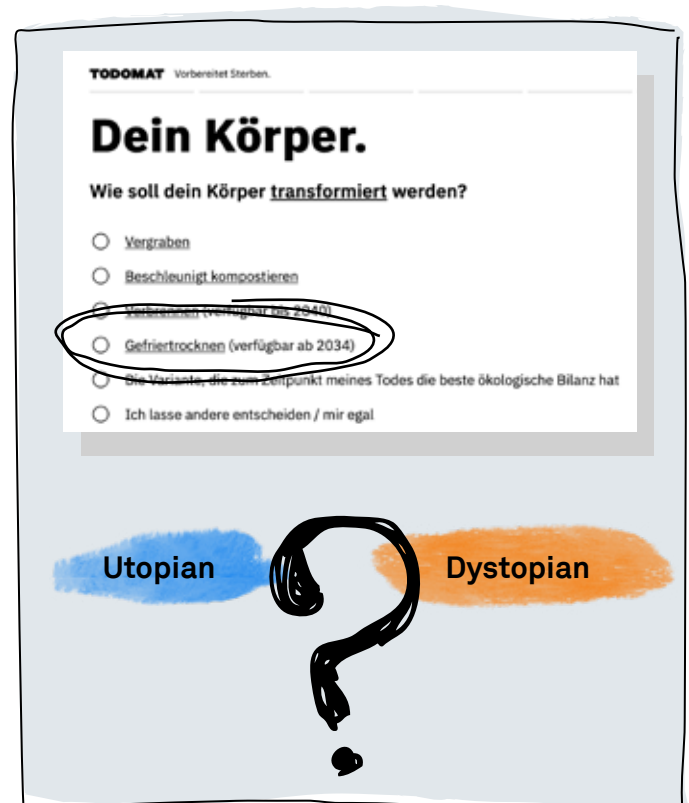 TODOMAT Vorbereitet Sterben.
Dein Körper.
Wie soll dein Körper transformiert werden?
Vergraben
Beschleunigt kompostieren
Verbrennen (verfügbar bis 2040)
Gefriertrocknen (verfügbar ab 2034)
Die Variante, die zum Zeitpunkt meines Todes die beste ökologische Bilanz hat
Ich lasse andere entscheiden / mir egal
Utopian
Dystopian
?